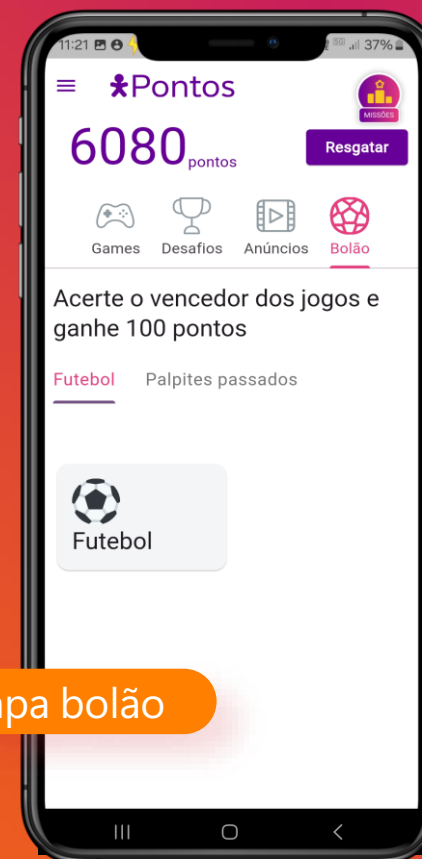 11:21
37%
Pontos
MISSÕES
6080 pontos
Resgatar
Games Desafios Anúncios Bolão
Acerte o vencedor dos jogos e
ganhe 100 pontos
Futebol Palpites passados
Futebol
bolão